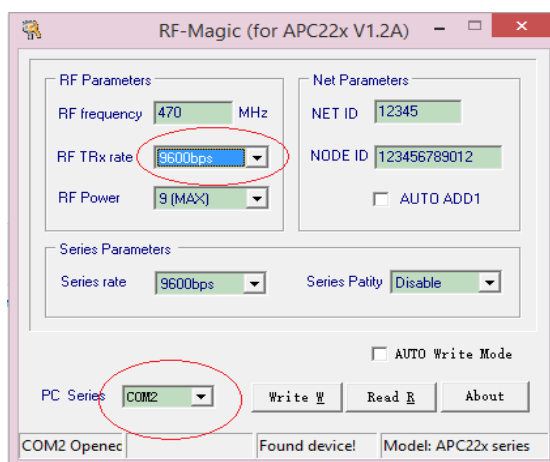 RF-Magic (for APC22x V1.2A)
RF Parameters
RF frequency 470 MHz
RF TRx rate 9600bps
RF Power 9 (MAX)
Net Parameters
NET ID 12345
NODE ID 123456789012
AUTO ADD1
Series Parameters
Series rate 9600bps Series Patity Disable
AUTO Write Mode
PC Series COM2 Write W Read R About
COM2 Opened Found device! Model: APC22x series